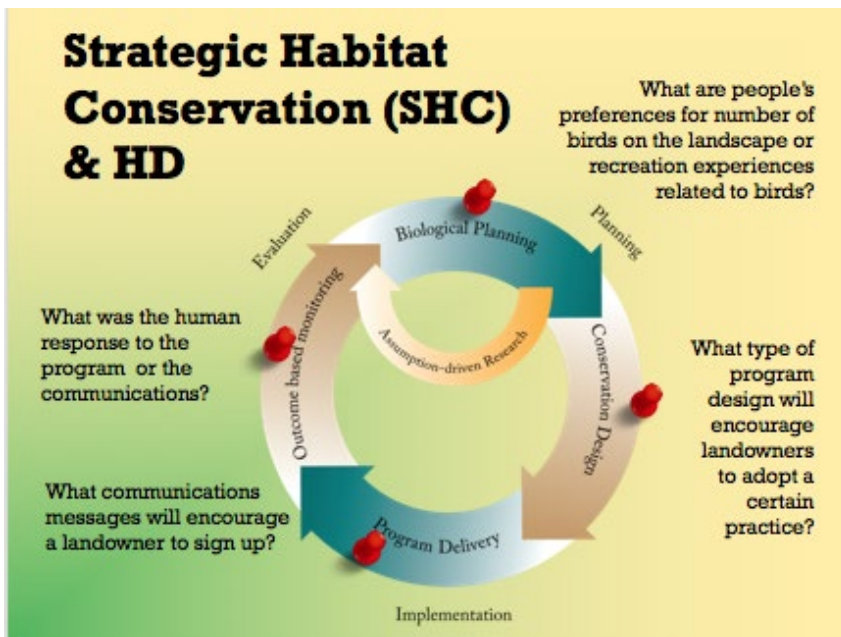 Strategic Habitat
Conservation (SHC)
& HD
What are people's
preferences for number of
birds on the landscape or
recreation experiences
related to birds?
Evaluation
Biological Planning
Planning
What was the human
response to the
program or the
communications?
Outcome based monitoring
Assumption-driven Research
Conservation Design
What type of
program
design will
encourage
landowners
to adopt a
certain
practice?
What communications
messages will encourage
a landowner to sign up?
Program Delivery
Implementation